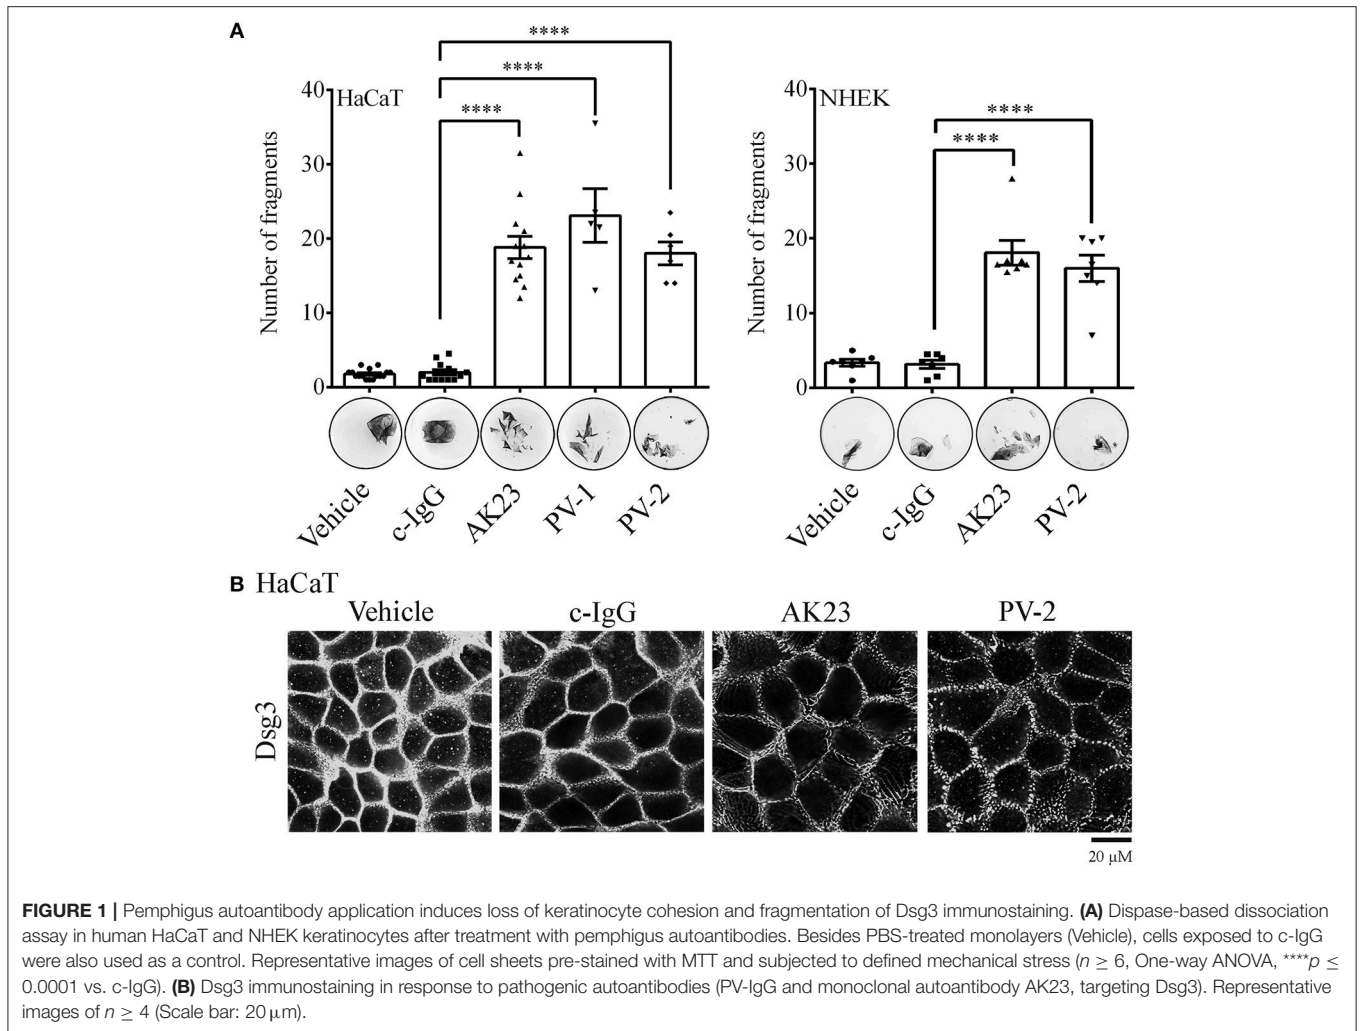 A
****
****
****
40
HaCaT
30
20
10
0
Number of fragments
Vehicle
c-IgG
AK23
PV-1
PV-2
****
****
40
NHEK
30
20
10
0
Number of fragments
Vehicle
c-IgG
AK23
PV-2
B HaCaT
Vehicle c-IgG AK23 PV-2
Dsg3
20 µM
FIGURE 1 | Pemphigus autoantibody application induces loss of keratinocyte cohesion and fragmentation of Dsg3 immunostaining. (A) Dispase-based dissociation
assay in human HaCaT and NHEK keratinocytes after treatment with pemphigus autoantibodies. Besides PBS-treated monolayers (Vehicle), cells exposed to c-IgG
were also used as a control. Representative images of cell sheets pre-stained with MTT and subjected to defined mechanical stress (n ≥ 6, One-way ANOVA, ****p ≤
0.0001 vs. c-IgG). (B) Dsg3 immunostaining in response to pathogenic autoantibodies (PV-IgG and monoclonal autoantibody AK23, targeting Dsg3). Representative
images of n ≥ 4 (Scale bar: 20 µm).